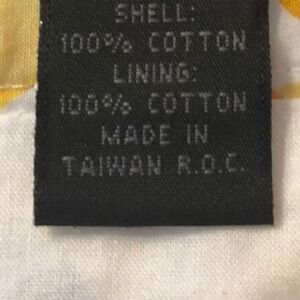 SHELL:
100% COTTON
LINING:
100% COTTON
MADE IN
TAIWAN R.O.C.